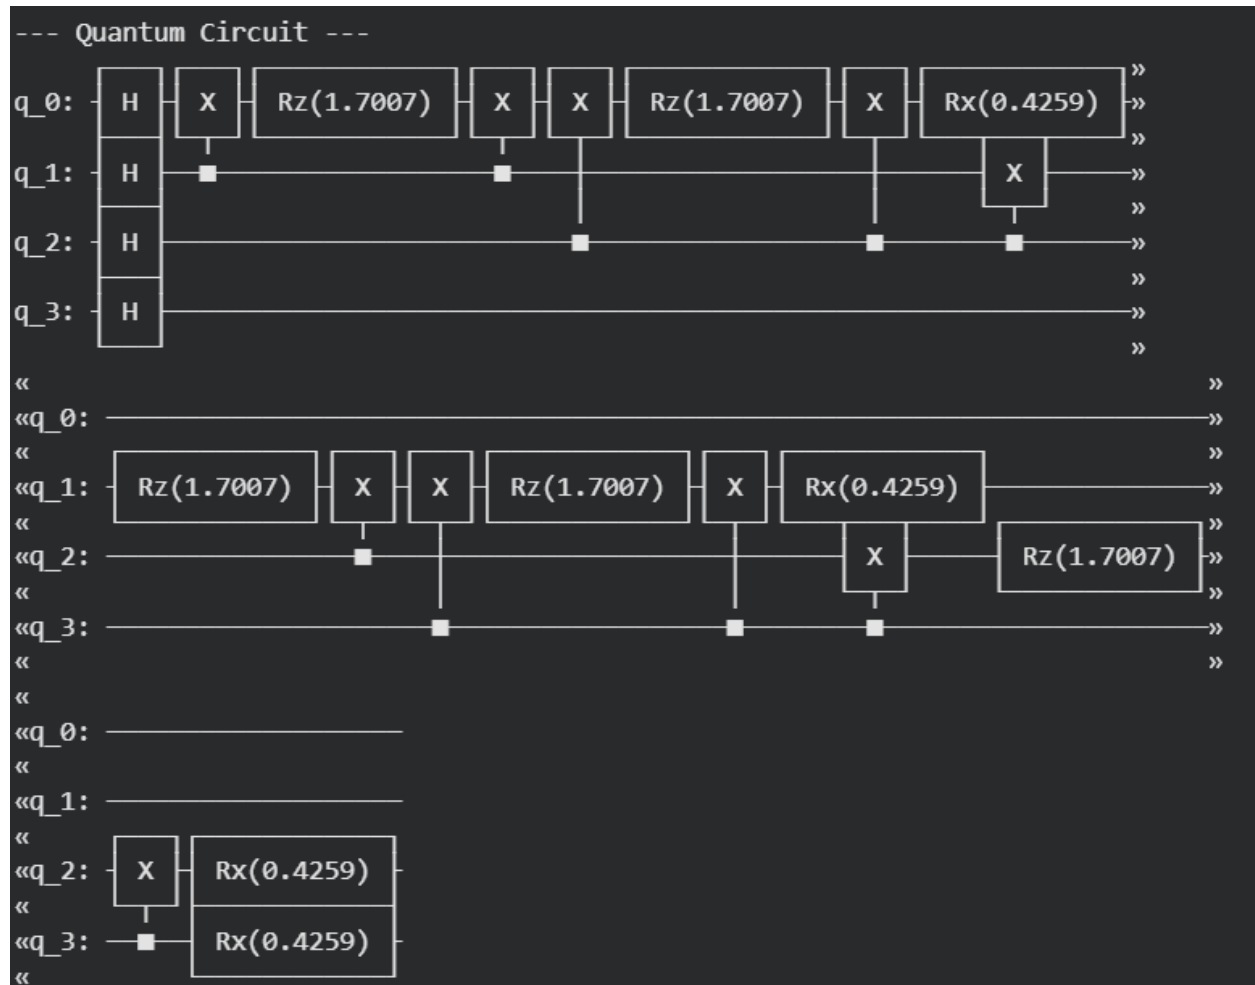 --- Quantum Circuit ---
»
q_0: H X Rz(1.7007) X X Rz(1.7007) X Rx(0.4259) »
»
q_1: H X »
»
q_2: H »
»
q_3: H »
»
« »
«q_0: »
« »
«q_1: Rz(1.7007) X X Rz(1.7007) X Rx(0.4259) »
« »
«q_2: X Rz(1.7007) »
« »
«q_3: »
« »
«
«q_0:
«
«q_1:
«
«q_2: X Rx(0.4259)
«
«q_3: Rx(0.4259)
«